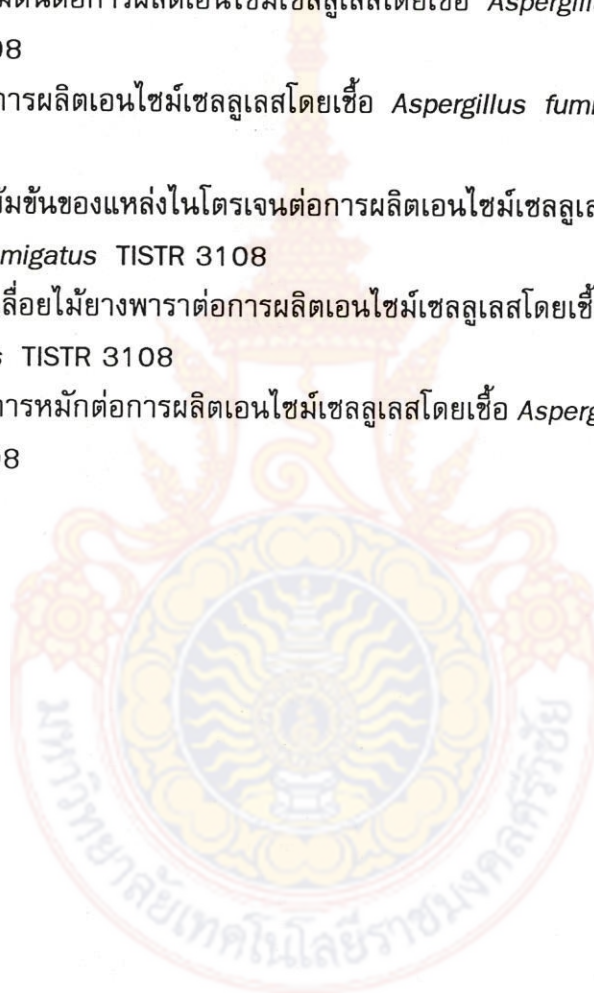 ต่อการผลิตเอนไซม์เซลลูเลสโดยเชื้อ
08
การผลิตเอนไซม์เซลลูเลสโดยเชื้อ Aspergillus
ข้นของแหล่งไนโตรเจนต่อการผลิตเอนไซม์เซลลูเลส
migatus TISTR 3108
ลื่อยไม้ยางพาราต่อการผลิตเอนไซม์เซลลูเลสโดยเชื้อ
TISTR 3108
การหมักต่อการผลิตเอนไซม์เซลลูเลสโดยเชื้อ
08
มหาวิทยาลัยเทคโนโลยีราชมงคลศรีวิชัย